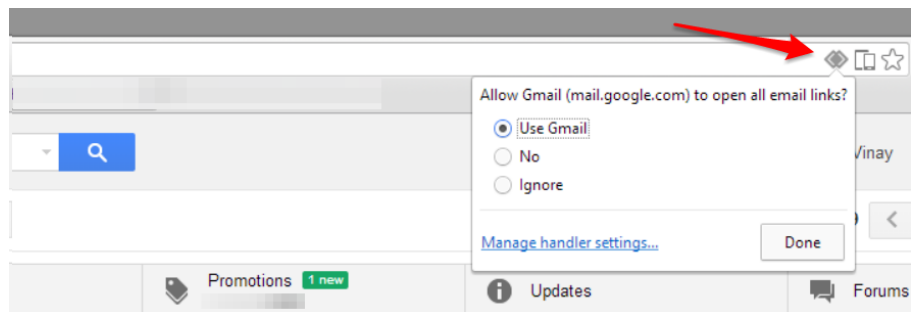 Allow Gmail (mail.google.com) to open all email links?
Use Gmail
No
Ignore
Vinay
Manage handler settings...
Done
Promotions 1 new
Updates
Forums